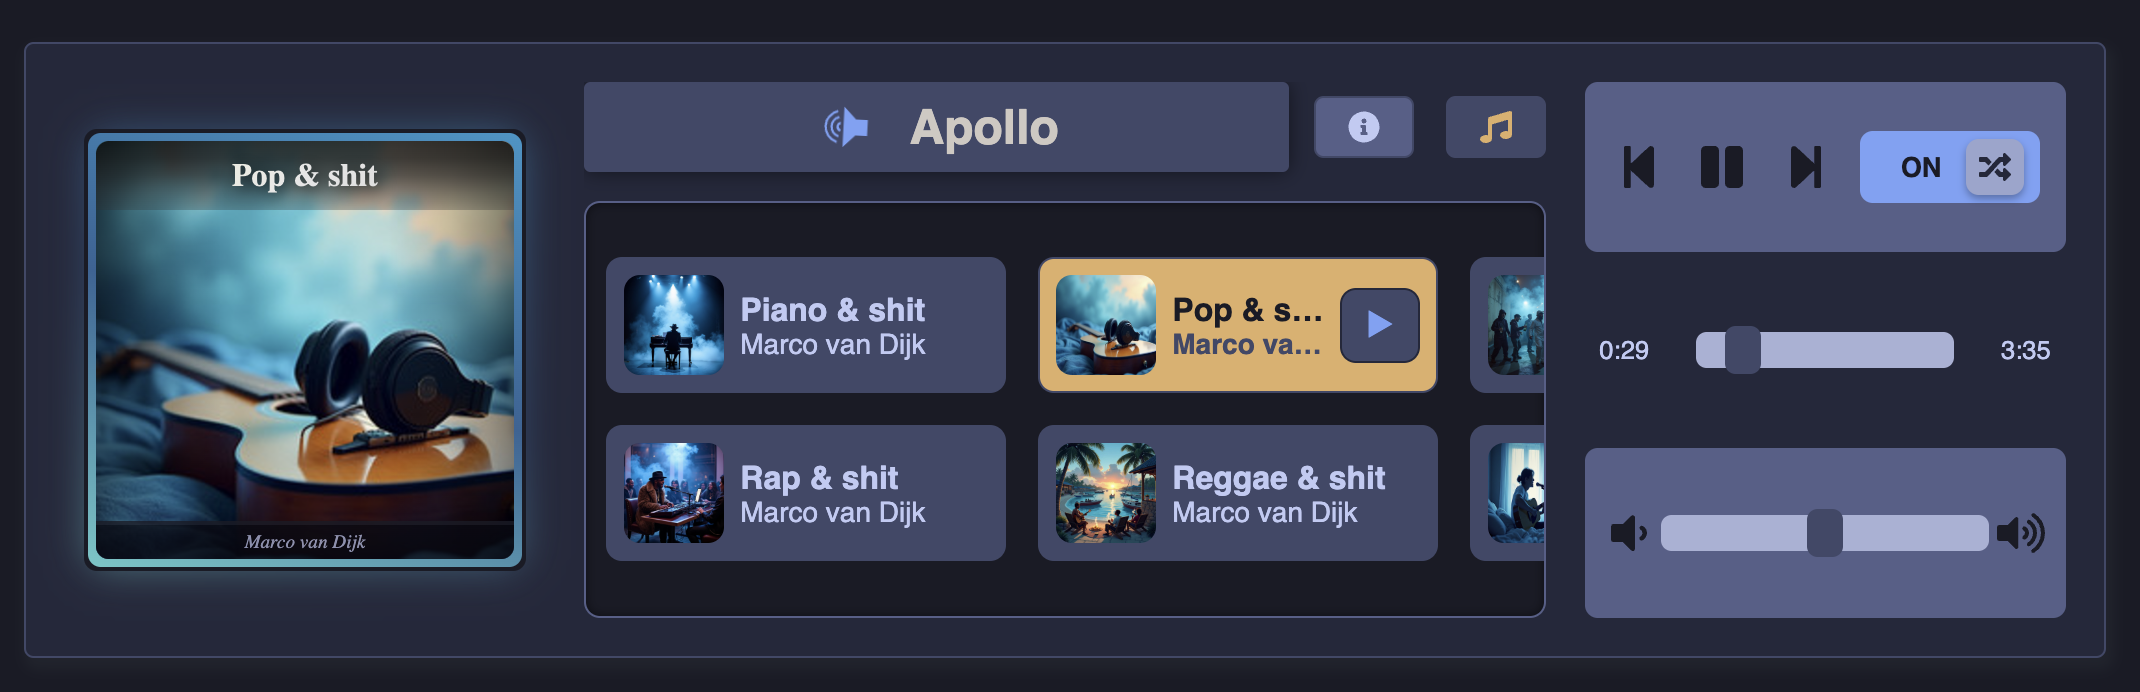 Pop & shit
Marco van Dijk
Apollo
Piano & shit
Marco van Dijk
Pop & s...
Marco va...
Rap & shit
Marco van Dijk
Reggae & shit
Marco van Dijk
ON
0:29
3:35